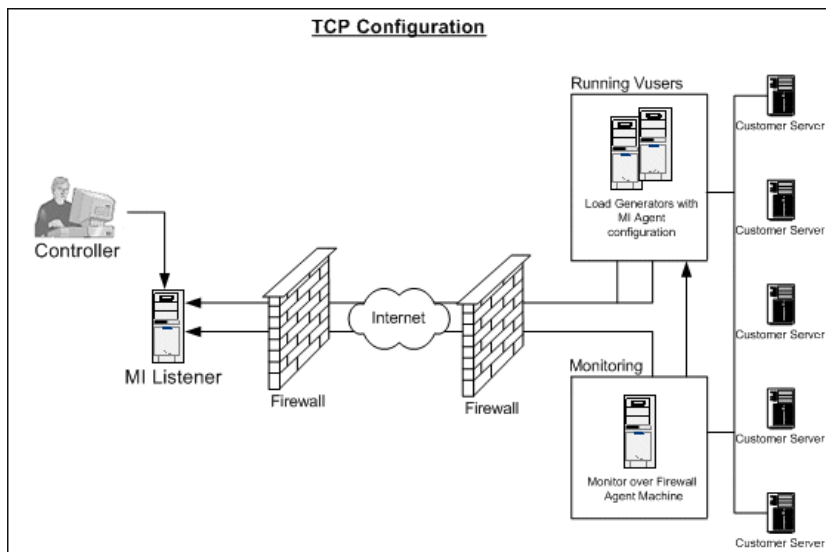 TCP Configuration
Running Vusers
Load Generators with
MI Agent
configuration
Controller
MI Listener
Firewall
Internet
Firewall
Monitoring
Monitor over Firewall
Agent Machine
Customer Server
Customer Server
Customer Server
Customer Server
Customer Server